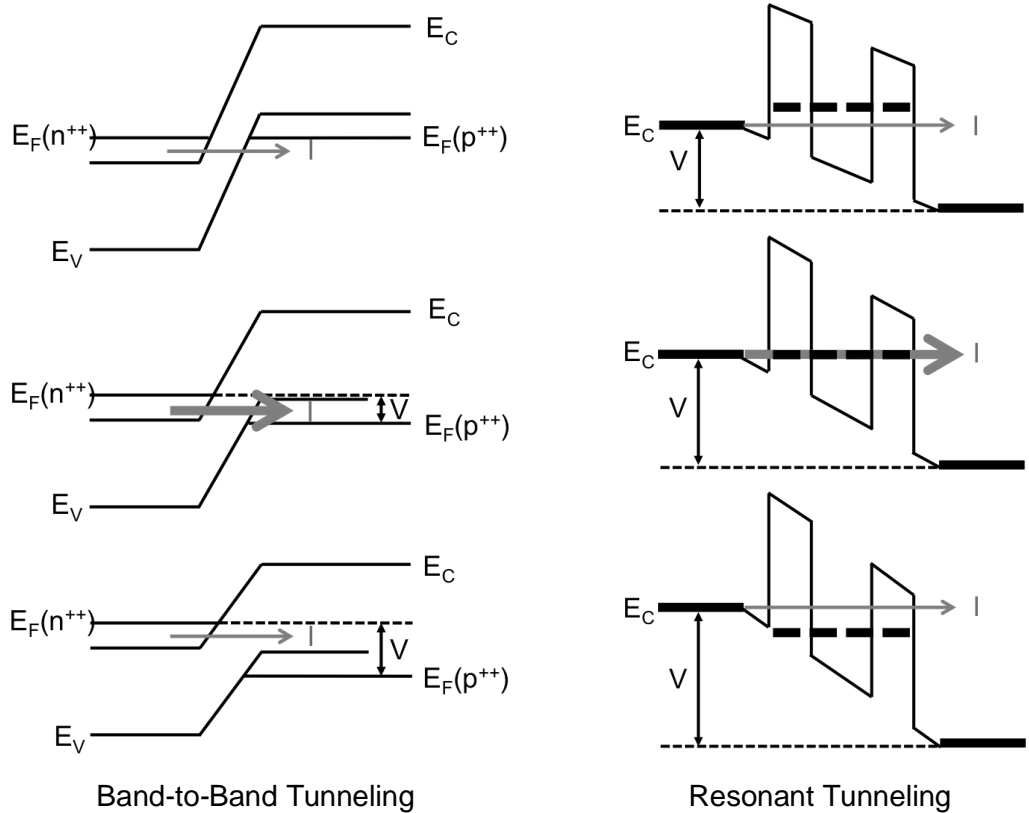 E_C
E_F(n^{++})
E_F(p^{++})
I
E_V
E_C
E_F(n^{++})
I
V
E_F(p^{++})
E_V
E_C
E_F(n^{++})
I
V
E_F(p^{++})
E_V
Band-to-Band Tunneling
E_C
I
V
E_C
I
V
E_C
I
V
Resonant Tunneling